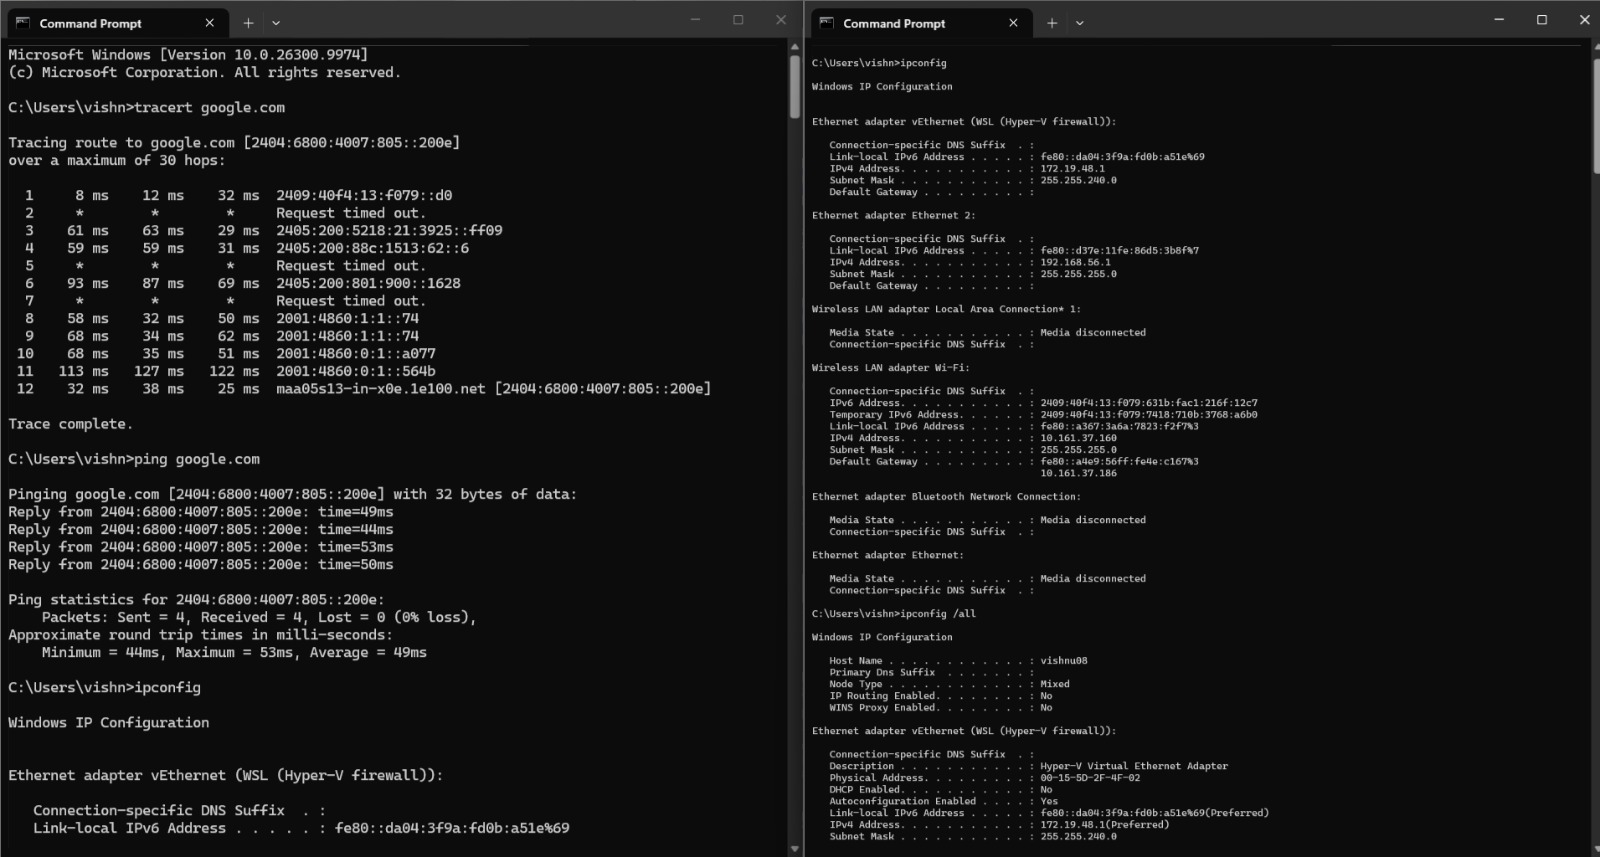 Command Prompt
Microsoft Windows [Version 10.0.26300.9974]
(c) Microsoft Corporation. All rights reserved.
C:\Users\vishn>tracert google.com
Tracing route to google.com [2404:6800:4007:805::200e]
over a maximum of 30 hops:
1 8 ms 12 ms 32 ms 2409:40f4:13:f079::d0
2 * * * Request timed out.
3 61 ms 63 ms 29 ms 2405:200:5218:21:3925::ff09
4 59 ms 59 ms 31 ms 2405:200:88c:1513:62::6
5 * * * Request timed out.
6 93 ms 87 ms 69 ms 2405:200:801:900::1628
7 * * * Request timed out.
8 58 ms 32 ms 50 ms 2001:4860:1:1::74
9 68 ms 34 ms 62 ms 2001:4860:1:1::74
10 68 ms 35 ms 51 ms 2001:4860:0:1::a077
11 113 ms 127 ms 122 ms 2001:4860:0:1::564b
12 32 ms 38 ms 25 ms maa05s13-in-x0e.1e100.net [2404:6800:4007:805::200e]
Trace complete.
C:\Users\vishn>ping google.com
Pinging google.com [2404:6800:4007:805::200e] with 32 bytes of data:
Reply from 2404:6800:4007:805::200e: time=49ms
Reply from 2404:6800:4007:805::200e: time=44ms
Reply from 2404:6800:4007:805::200e: time=53ms
Reply from 2404:6800:4007:805::200e: time=50ms
Ping statistics for 2404:6800:4007:805::200e:
Packets: Sent = 4, Received = 4, Lost = 0 (0% loss),
Approximate round trip times in milli-seconds:
Minimum = 44ms, Maximum = 53ms, Average = 49ms
C:\Users\vishn>ipconfig
Windows IP Configuration
Ethernet adapter vEthernet (WSL (Hyper-V firewall)):
Connection-specific DNS Suffix . :
Link-local IPv6 Address . . . . . : fe80::da04:3f9a:fd0b:a51e%69
Command Prompt
C:\Users\vishn>ipconfig
Windows IP Configuration
Ethernet adapter vEthernet (WSL (Hyper-V firewall)):
Connection-specific DNS Suffix . :
Link-local IPv6 Address . . . . . : fe80::da04:3f9a:fd0b:a51e%69
IPv4 Address. . . . . . . . . . . : 172.19.48.1
Subnet Mask . . . . . . . . . . . : 255.255.240.0
Default Gateway . . . . . . . . . :
Ethernet adapter Ethernet 2:
Connection-specific DNS Suffix . :
Link-local IPv6 Address . . . . . : fe80::d37e:11fe:86d5:3b8f%7
IPv4 Address. . . . . . . . . . . : 192.168.56.1
Subnet Mask . . . . . . . . . . . : 255.255.255.0
Default Gateway . . . . . . . . . :
Wireless LAN adapter Local Area Connection* 1:
Media State . . . . . . . . . . . : Media disconnected
Connection-specific DNS Suffix . :
Wireless LAN adapter Wi-Fi:
Connection-specific DNS Suffix . :
IPv6 Address. . . . . . . . . . . : 2409:40f4:13:f079:631b:fac1:216f:12c7
Temporary IPv6 Address. . . . . . : 2409:40f4:13:f079:7418:710b:3768:a6b0
Link-local IPv6 Address . . . . . : fe80::a367:3a6a:7823:f2f7%3
IPv4 Address. . . . . . . . . . . : 10.161.37.160
Subnet Mask . . . . . . . . . . . : 255.255.255.0
Default Gateway . . . . . . . . . : fe80::a4e9:56ff:fe4e:c167%3
10.161.37.186
Ethernet adapter Bluetooth Network Connection:
Media State . . . . . . . . . . . : Media disconnected
Connection-specific DNS Suffix . :
Ethernet adapter Ethernet:
Media State . . . . . . . . . . . : Media disconnected
Connection-specific DNS Suffix . :
C:\Users\vishn>ipconfig /all
Windows IP Configuration
Host Name . . . . . . . . . . . . : vishnu08
Primary Dns Suffix . . . . . . . :
Node Type . . . . . . . . . . . . : Mixed
IP Routing Enabled. . . . . . . . : No
WINS Proxy Enabled. . . . . . . . : No
Ethernet adapter vEthernet (WSL (Hyper-V firewall)):
Connection-specific DNS Suffix . :
Description . . . . . . . . . . . : Hyper-V Virtual Ethernet Adapter
Physical Address. . . . . . . . . : 00-15-5D-2F-4F-02
DHCP Enabled. . . . . . . . . . . : No
Autoconfiguration Enabled . . . . : Yes
Link-local IPv6 Address . . . . . : fe80::da04:3f9a:fd0b:a51e%69(Preferred)
IPv4 Address. . . . . . . . . . . : 172.19.48.1(Preferred)
Subnet Mask . . . . . . . . . . . : 255.255.240.0